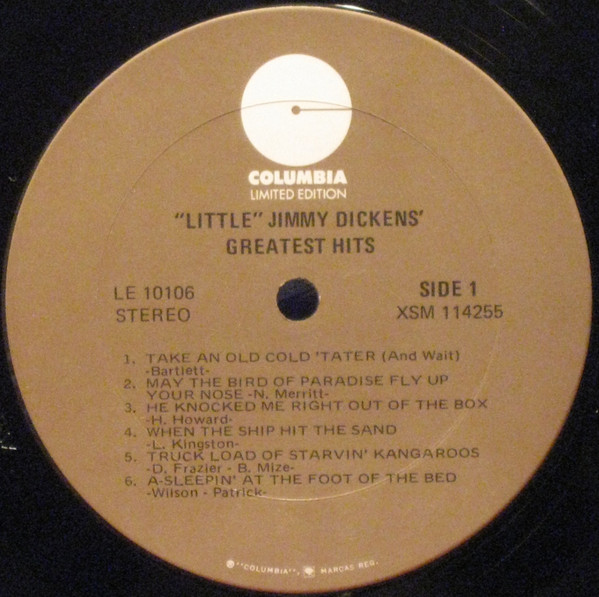 COLUMBIA
LIMITED EDITION
"LITTLE" JIMMY DICKENS'
GREATEST HITS
LE 10106
STEREO
SIDE 1
XSM 114255
1. TAKE AN OLD COLD 'TATER (And Wait)
-Bartlett-
2. MAY THE BIRD OF PARADISE FLY UP
YOUR NOSE -N. Merritt-
3. HE KNOCKED ME RIGHT OUT OF THE BOX
-H. Howard-
4. WHEN THE SHIP HIT THE SAND
-L. Kingston-
5. TRUCK LOAD OF STARVIN' KANGAROOS
-D. Frazier - B. Mize-
6. A-SLEEPIN' AT THE FOOT OF THE BED
-Wilson - Patrick-
"COLUMBIA", MARCAS REG.